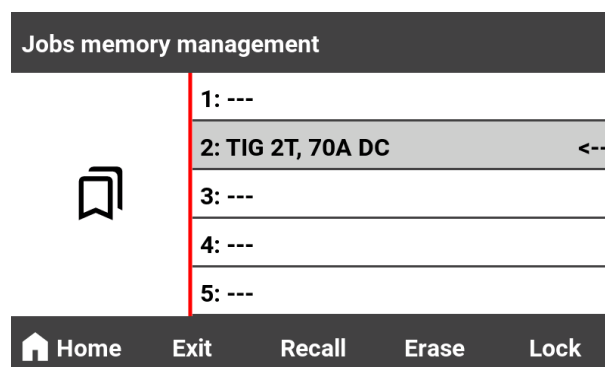 Jobs memory management
1: ---
2: TIG 2T, 70A DC <--
3: ---
4: ---
5: ---
Home Exit Recall Erase Lock